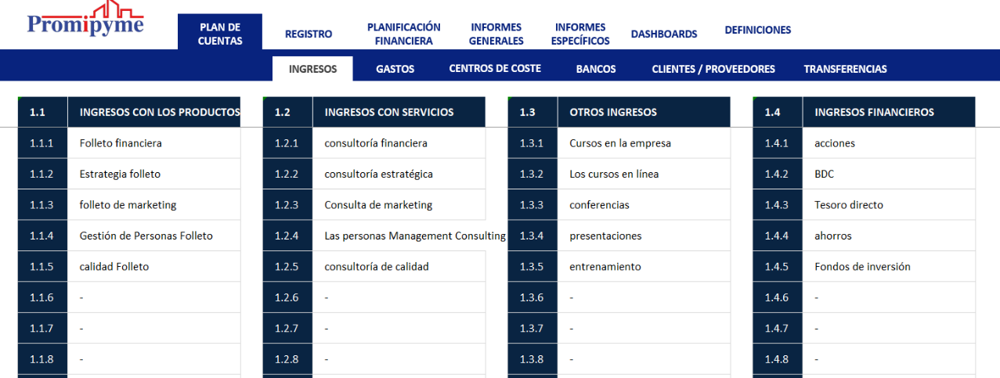 Promipyme
PLAN DE
CUENTAS
REGISTRO
PLANIFICACIÓN
FINANCIERA
INFORMES
GENERALES
INFORMES
ESPECÍFICOS
DASHBOARDS
DEFINICIONES
INGRESOS
GASTOS
CENTROS DE COSTE
BANCOS
CLIENTES / PROVEEDORES
TRANSFERENCIAS
1.1 INGRESOS CON LOS PRODUCTOS 1.2 INGRESOS CON SERVICIOS 1.3 OTROS INGRESOS 1.4 INGRESOS FINANCIEROS
1.1.1 Folleto financiera 1.2.1 consultoría financiera 1.3.1 Cursos en la empresa 1.4.1 acciones
1.1.2 Estrategia folleto 1.2.2 consultoría estratégica 1.3.2 Los cursos en línea 1.4.2 BDC
1.1.3 folleto de marketing 1.2.3 Consulta de marketing 1.3.3 conferencias 1.4.3 Tesoro directo
1.1.4 Gestión de Personas Folleto 1.2.4 Las personas Management Consulting 1.3.4 presentaciones 1.4.4 ahorros
1.1.5 calidad Folleto 1.2.5 consultoría de calidad 1.3.5 entrenamiento 1.4.5 Fondos de inversión
1.1.6 - 1.2.6 - 1.3.6 - 1.4.6 -
1.1.7 - 1.2.7 - 1.3.7 - 1.4.7 -
1.1.8 - 1.2.8 - 1.3.8 - 1.4.8 -